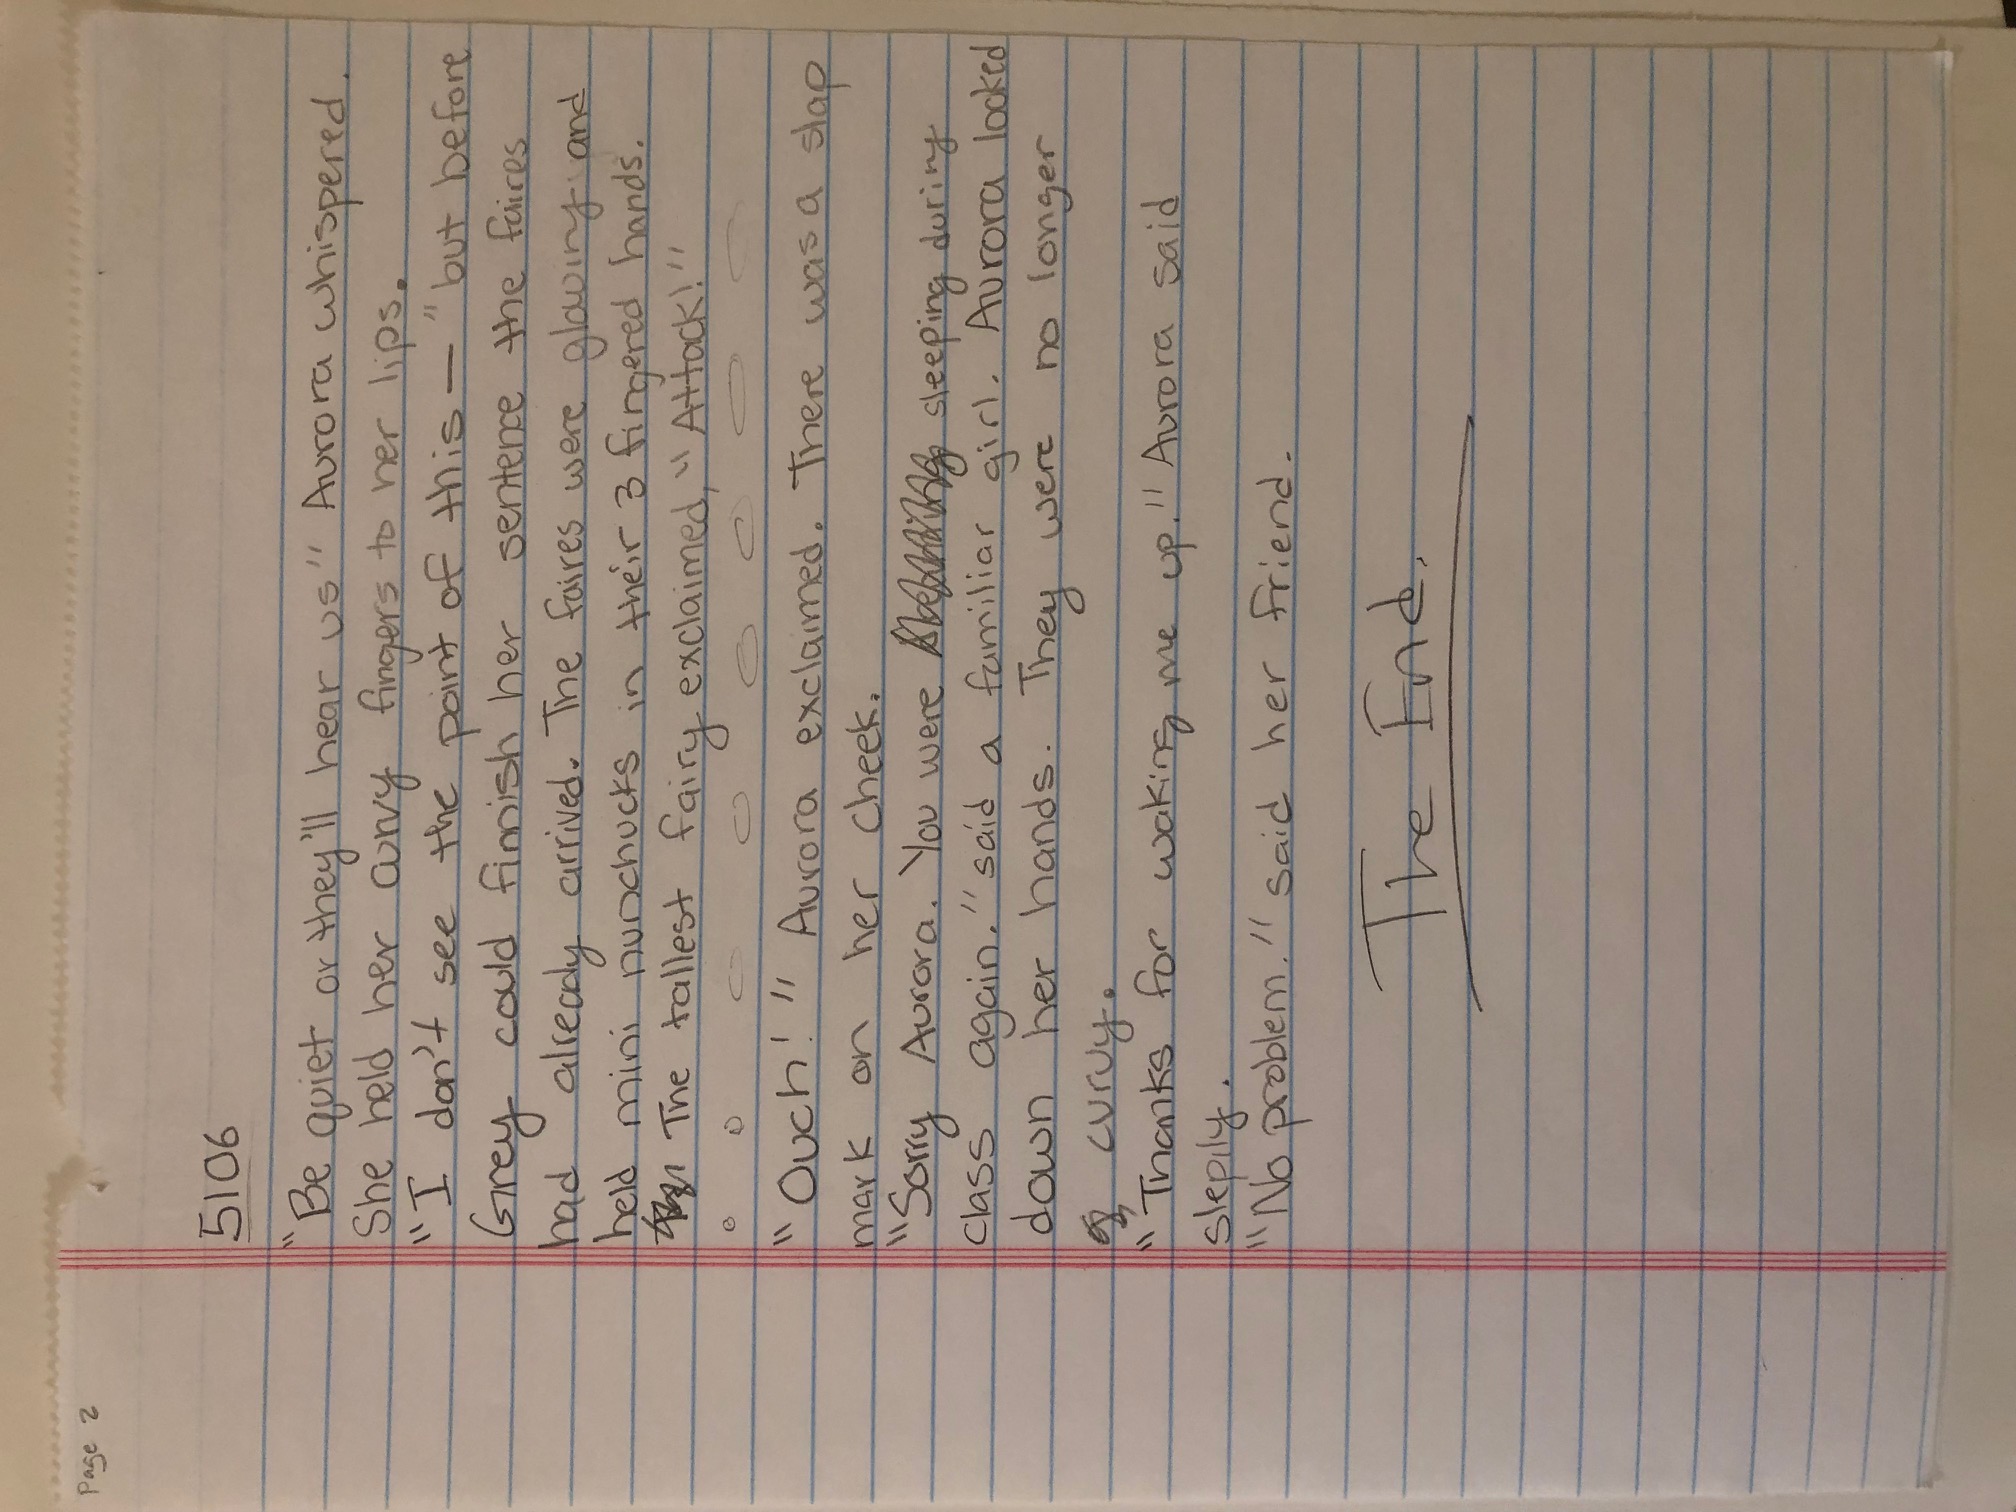 Page 2
5106
"Be quiet or they'll hear us" Aurora whispered.
She held her curvy fingers to her lips.
"I don't see the point of this — " but before
Grey could finnish her sentence the faires
had already arrived. The faires were glowing and
held mini nunchucks in their 3 fingered hands.
The tallest fairy exclaimed, "Attack!"
"Ouch!" Aurora exclaimed. There was a slap
mark on her cheek.
"Sorry Aurora. You were sleeping during
class again." said a familiar girl. Aurora looked
down her hands. They were no longer
curvy.
"Thanks for waking me up." Aurora said
slepily.
"No problem." said her friend.
The End.